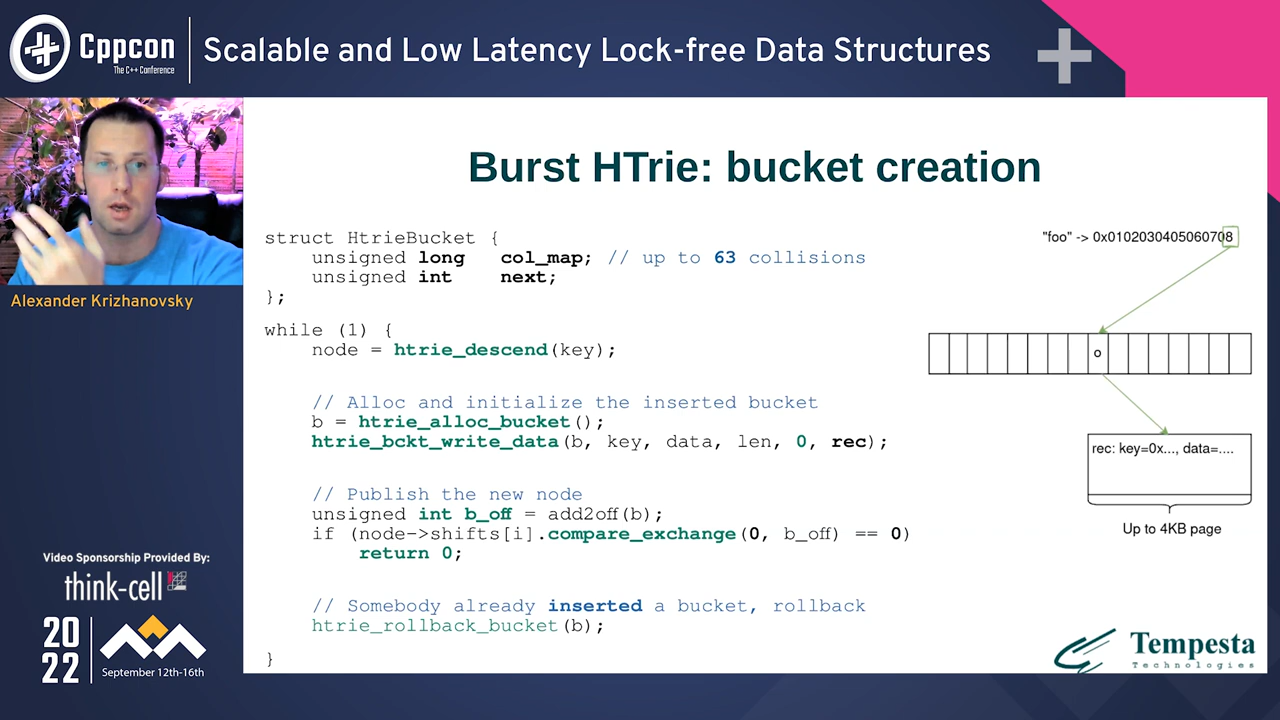 Cppcon
The C++ Conference
Scalable and Low Latency Lock-free Data Structures
Alexander Krizhanovsky
Burst HTrie: bucket creation
struct HtrieBucket {
unsigned long col_map; // up to 63 collisions
unsigned int next;
};
while (1) {
node = htrie_descend(key);
// Alloc and initialize the inserted bucket
b = htrie_alloc_bucket();
htrie_bckt_write_data(b, key, data, len, 0, rec);
// Publish the new node
unsigned int b_off = add2off(b);
if (node->shifts[i].compare_exchange(0, b_off) == 0)
return 0;
// Somebody already inserted a bucket, rollback
htrie_rollback_bucket(b);
}
"foo" -> 0x0102030405060708
o
rec: key=0x..., data=....
Up to 4KB page
Tempesta
Technologies
Video Sponsorship Provided By:
think-cell
20
22
September 12th-16th